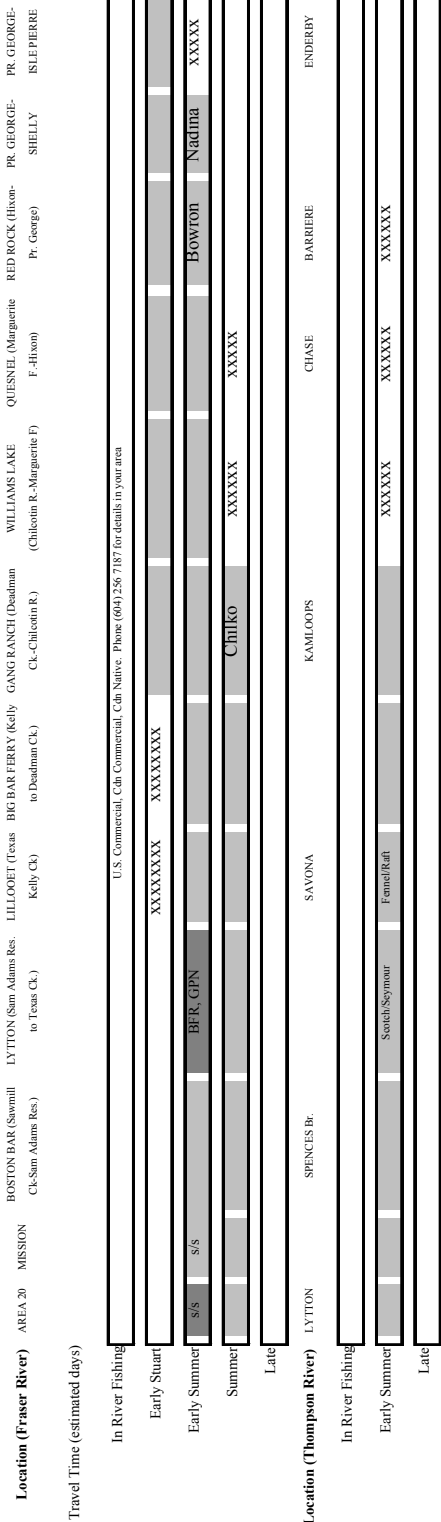 Location (Fraser River) AREA 20 MISSION BOSTON BAR (Sawmill Ck-Sam Adams Res.) LYTTON (Sam Adams Res. to Texas Ck.) LILLOOET (Texas Kelly Ck) BIG BAR FERRY (Kelly to Deadman Ck.) GANG RANCH (Deadman Ck.-Chilcotin R.) WILLIAMS LAKE (Chilcotin R.-Marguerite F) QUESNEL (Marguerite F.-Hixon) RED ROCK (Hixon-Pr. George) PR. GEORGE-SHELLY PR. GEORGE-ISLE PIERRE
Travel Time (estimated days)
In River Fishing U.S. Commercial, Cdn Commercial, Cdn Native. Phone (604) 256 7187 for details in your area
Early Stuart XXXXXXXX XXXXXXXX
Early Summer s/s s/s BFR, GPN Bowron Nadina XXXXX
Summer Chilko XXXXXX XXXXX
Late
Location (Thompson River) LYTTON SPENCES Br. SAVONA KAMLOOPS CHASE BARRIERE ENDERBY
In River Fishing
Early Summer Scotch/Seymour Fennel/Raft XXXXXX XXXXXX XXXXXX
Late